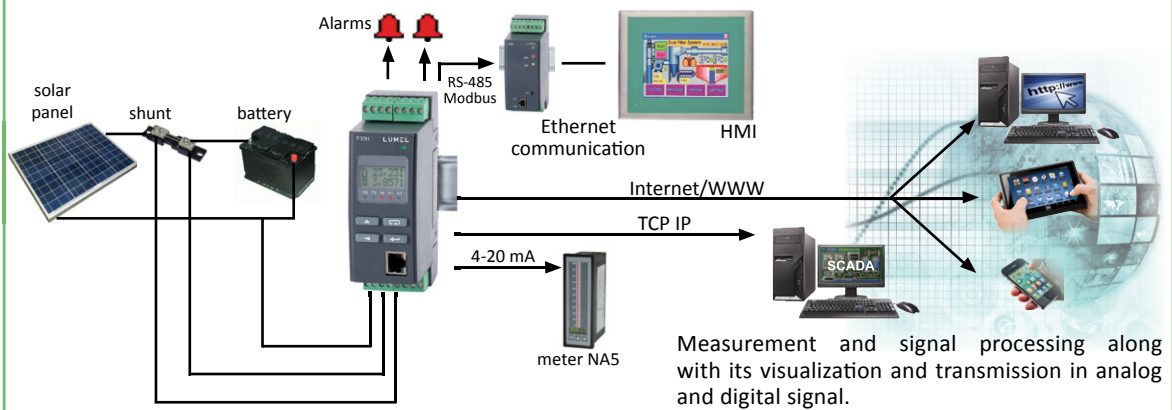 Alarms
RS-485
Modbus
solar
panel
shunt
battery
Ethernet
communication
HMI
P30H LUMEL
Internet/WWW
TCP IP
4-20 mA
http://www
SCADA
meter NA5
Measurement and signal processing along
with its visualization and transmission in analog
and digital signal.